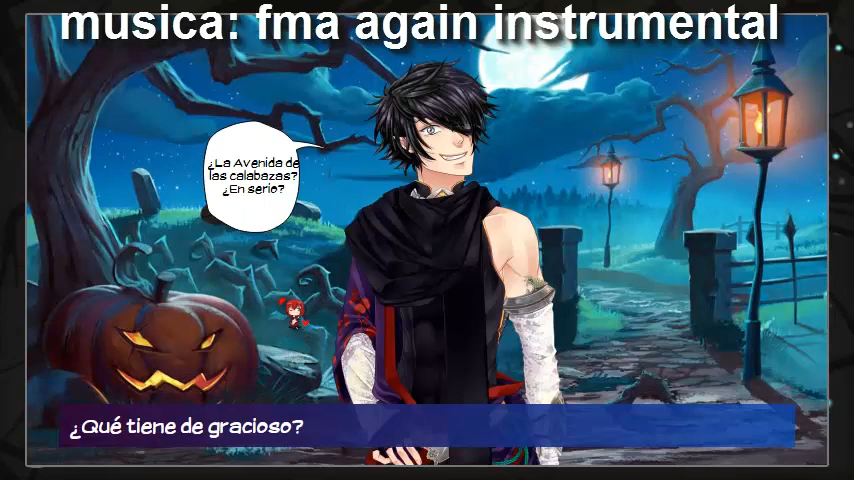 musica: fma again instrumental
¿La Avenida de
las calabazas?
¿En serio?
¿Qué tiene de gracioso?